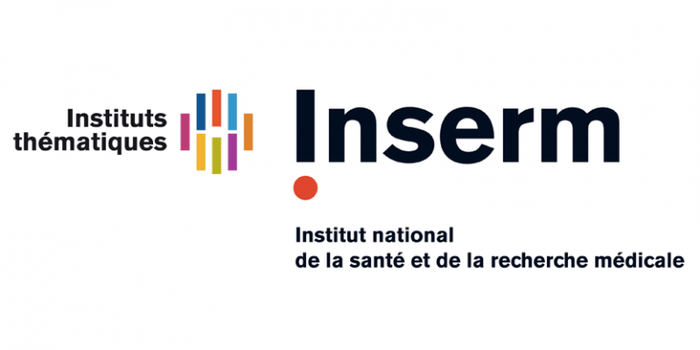 Instituts
thématiques
Inserm
Institut national
de la santé et de la recherche médicale